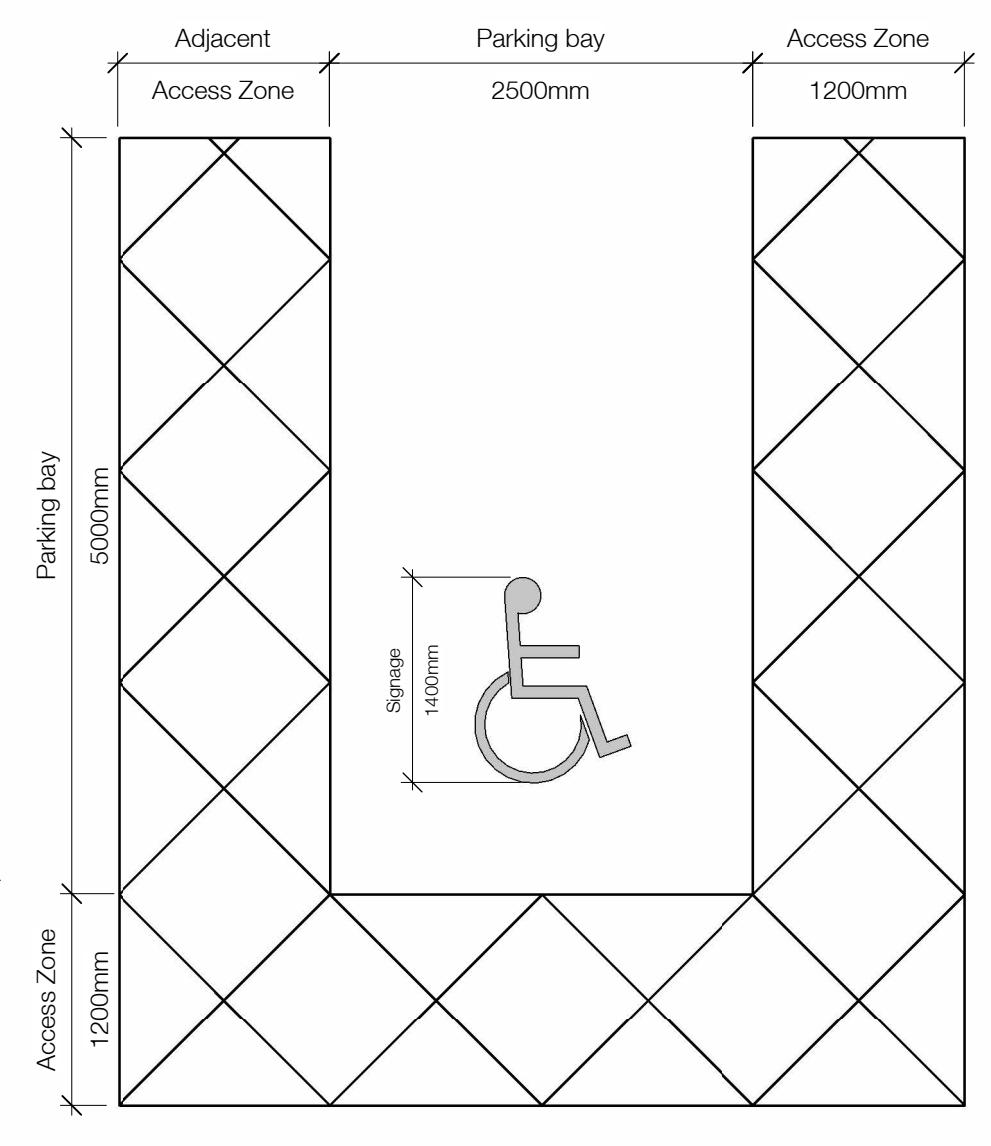 Adjacent
Access Zone
Parking bay
2500mm
Access Zone
1200mm
Parking bay
5000mm
Signage
1400mm
Access Zone
1200mm